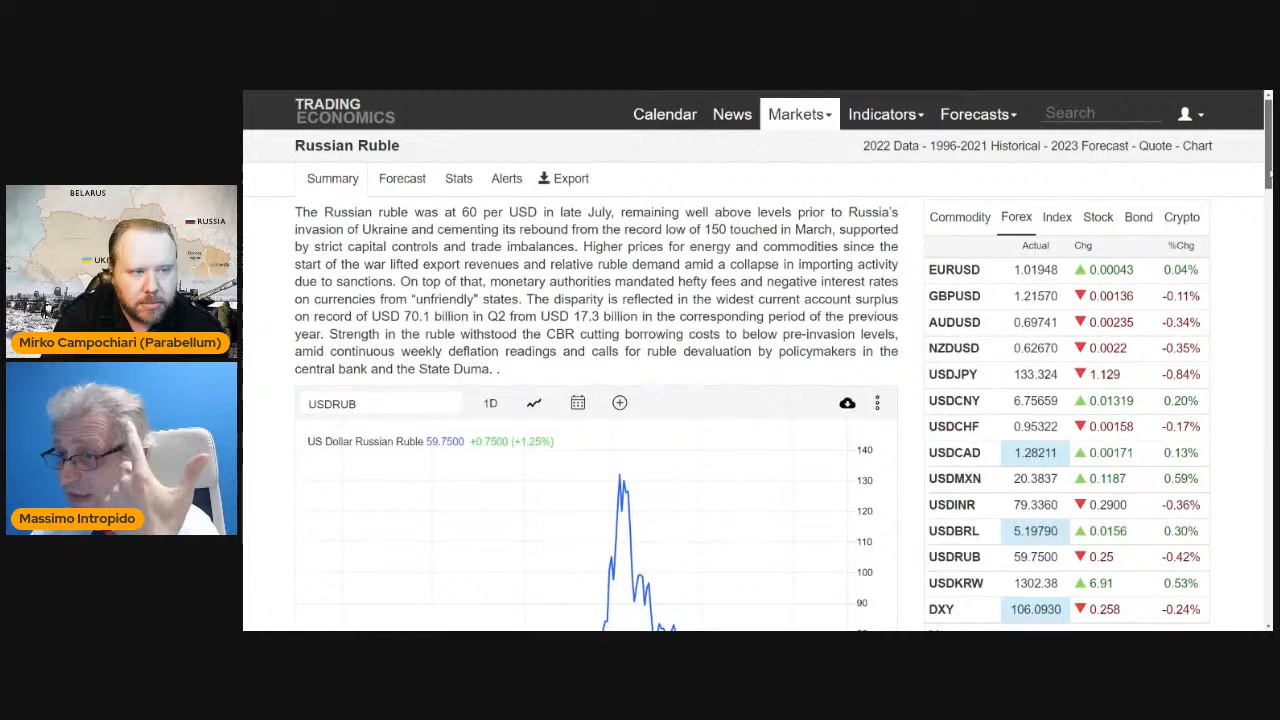 BELARUS
RUSSIA
Mirko Campochiari (Parabellum)
Massimo Intropido
TRADING
ECONOMICS
Calendar News Markets Indicators Forecasts Search
Russian Ruble
2022 Data - 1996-2021 Historical - 2023 Forecast - Quote - Chart
Summary Forecast Stats Alerts Export
The Russian ruble was at 60 per USD in late July, remaining well above levels prior to Russia's
invasion of Ukraine and cementing its rebound from the record low of 150 touched in March, supported
by strict capital controls and trade imbalances. Higher prices for energy and commodities since the
start of the war lifted export revenues and relative ruble demand amid a collapse in importing activity
due to sanctions. On top of that, monetary authorities mandated hefty fees and negative interest rates
on currencies from "unfriendly" states. The disparity is reflected in the widest current account surplus
on record of USD 70.1 billion in Q2 from USD 17.3 billion in the corresponding period of the previous
year. Strength in the ruble withstood the CBR cutting borrowing costs to below pre-invasion levels,
amid continuous weekly deflation readings and calls for ruble devaluation by policymakers in the
central bank and the State Duma. .
USDRUB 1D
US Dollar Russian Ruble 59.7500 +0.7500 (+1.25%)
140
130
120
110
100
90
Commodity Forex Index Stock Bond Crypto
Actual Chg %Chg
EURUSD 1.01948 0.00043 0.04%
GBPUSD 1.21570 0.00136 -0.11%
AUDUSD 0.69741 0.00235 -0.34%
NZDUSD 0.62670 0.0022 -0.35%
USDJPY 133.324 1.129 -0.84%
USDCNY 6.75659 0.01319 0.20%
USDCHF 0.95322 0.00158 -0.17%
USDCAD 1.28211 0.00171 0.13%
USDMXN 20.3837 0.1187 0.59%
USDINR 79.3360 0.2900 -0.36%
USDBRL 5.19790 0.0156 0.30%
USDRUB 59.7500 0.25 -0.42%
USDKRW 1302.38 6.91 0.53%
DXY 106.0930 0.258 -0.24%